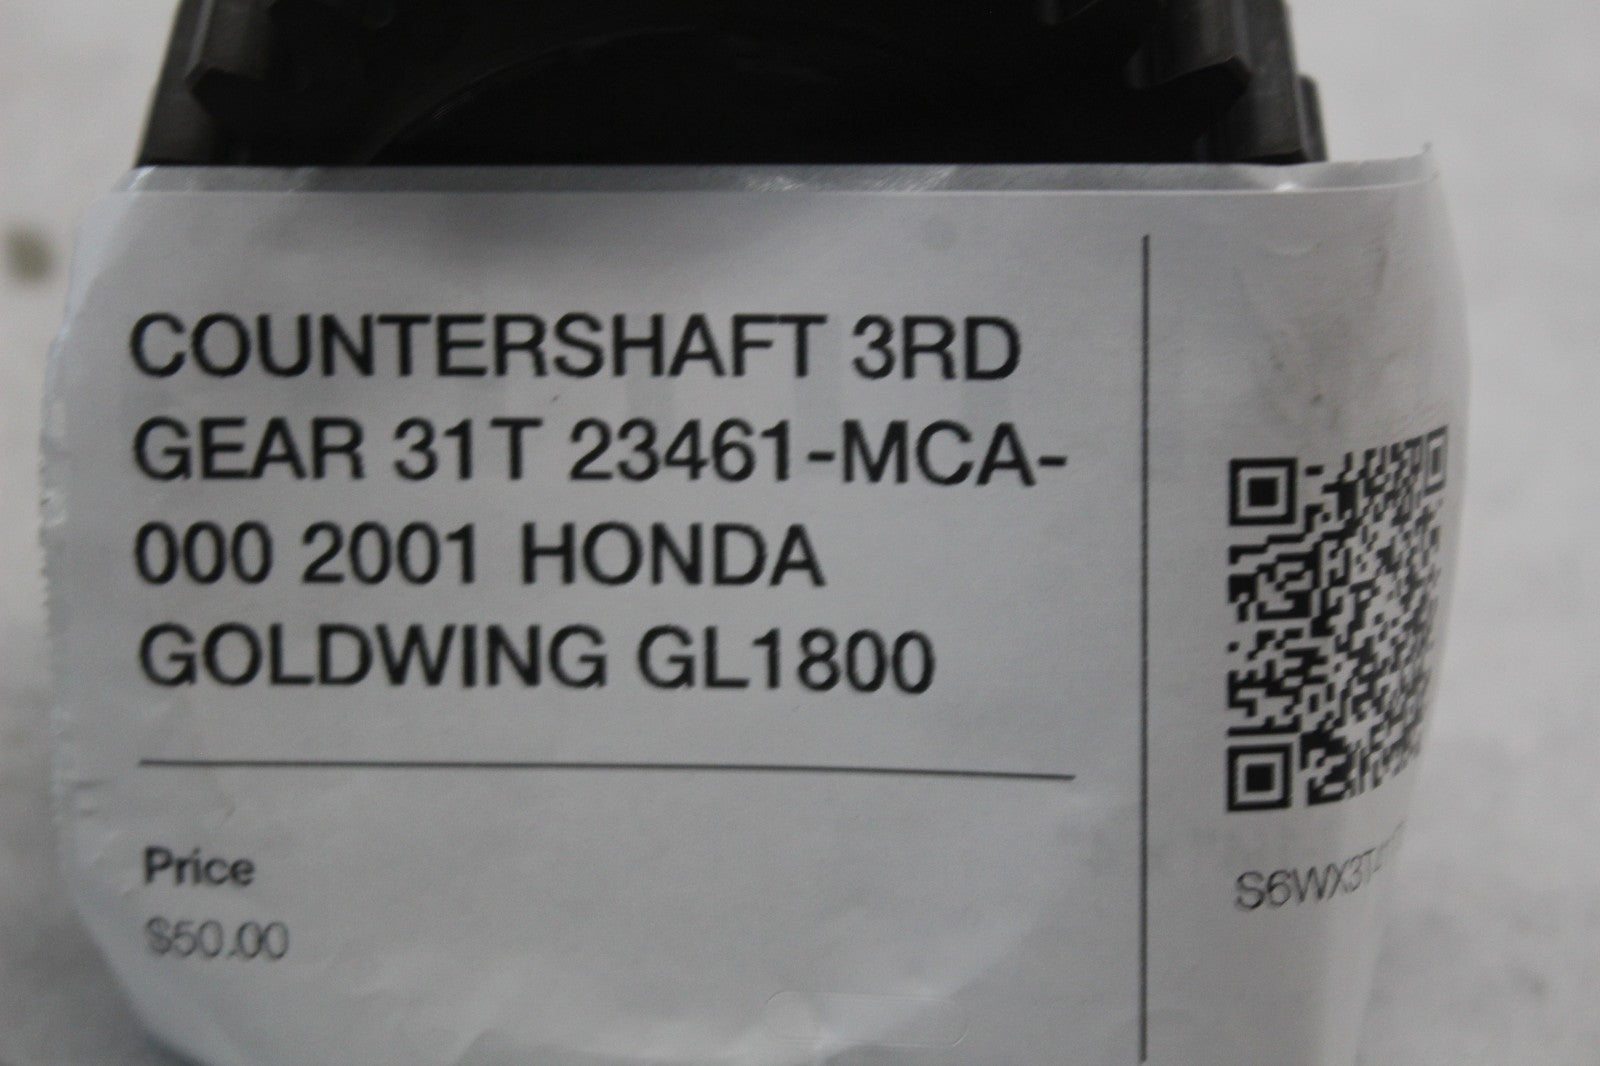 COUNTERSHAFT 3RD
GEAR 31T 23461-MCA-
000 2001 HONDA
GOLDWING GL1800
Price
$50.00